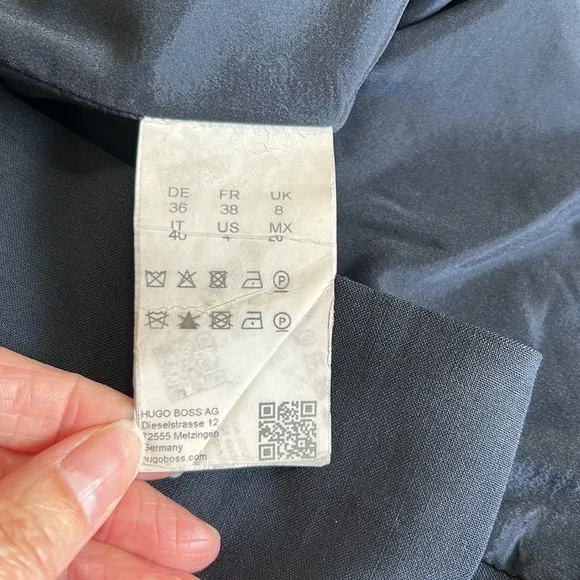 DE FR UK
36 38 8
IT US MX
40 4 26
P
P
HUGO BOSS AG
Dieselstrasse 12
72555 Metzingen
Germany
hugoboss.com